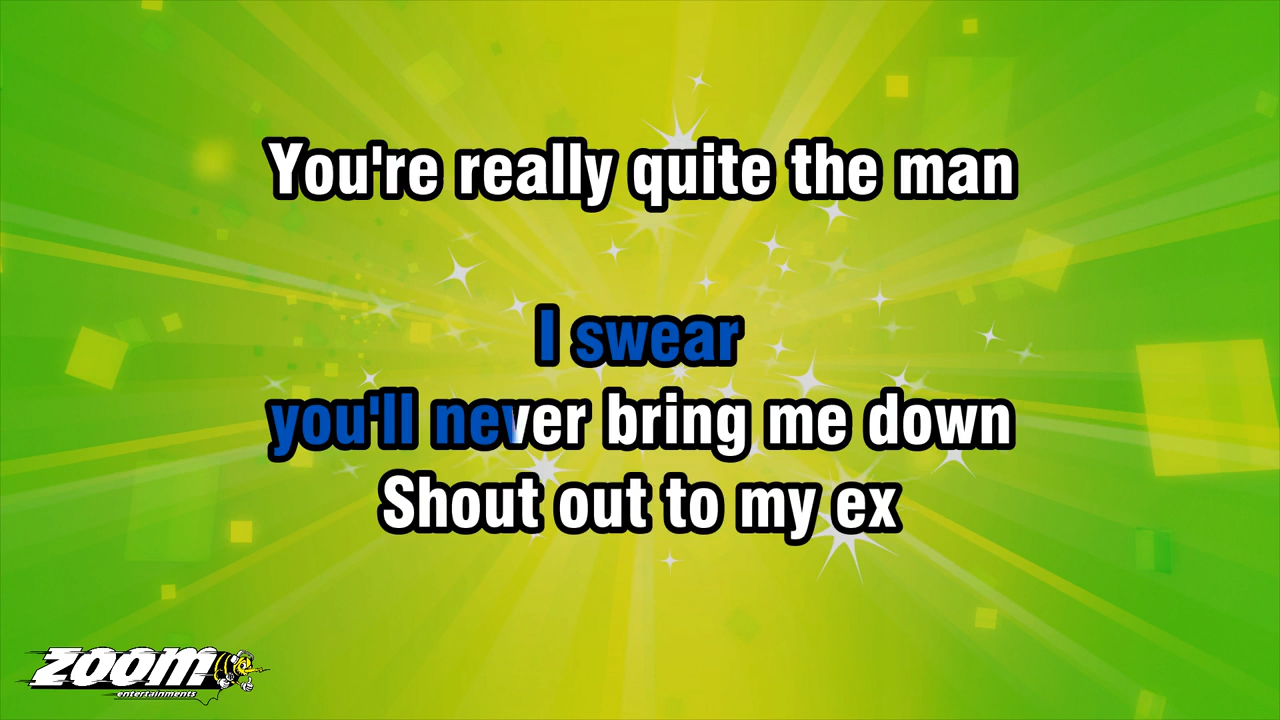 You're really quite the man
I swear
you'll never bring me down
Shout out to my ex
zoom
entertainments